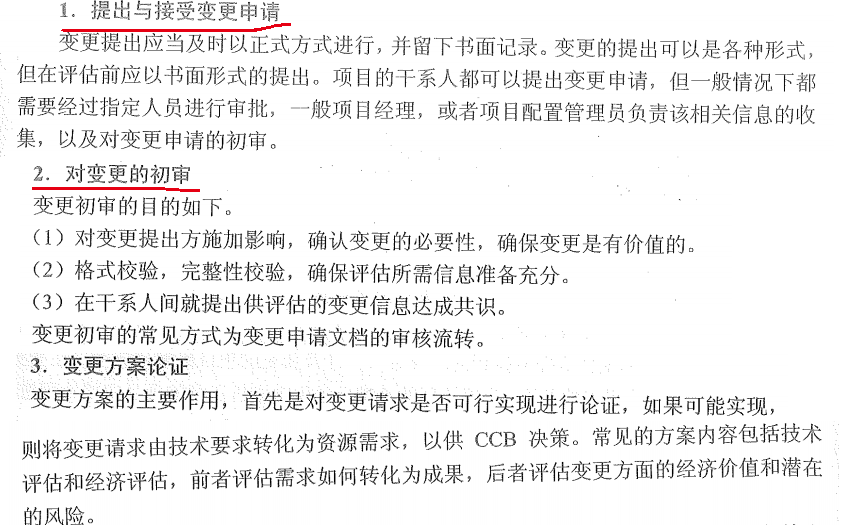 1．提出与接受变更申请
变更提出应当及时以正式方式进行，并留下书面记录。变更的提出可以是各种形式，
但在评估前应以书面形式的提出。项目的干系人都可以提出变更申请，但一般情况下都
需要经过指定人员进行审批，一般项目经理，或者项目配置管理员负责该相关信息的收
集，以及对变更申请的初审。
2．对变更的初审
变更初审的目的如下。
（1）对变更提出方施加影响，确认变更的必要性，确保变更是有价值的。
（2）格式校验，完整性校验，确保评估所需信息准备充分。
（3）在干系人间就提出供评估的变更信息达成共识。
变更初审的常见方式为变更申请文档的审核流转。
3．变更方案论证
变更方案的主要作用，首先是对变更请求是否可行实现进行论证，如果可能实现，
则将变更请求由技术要求转化为资源需求，以供 CCB 决策。常见的方案内容包括技术
评估和经济评估，前者评估需求如何转化为成果，后者评估变更方面的经济价值和潜在
的风险。